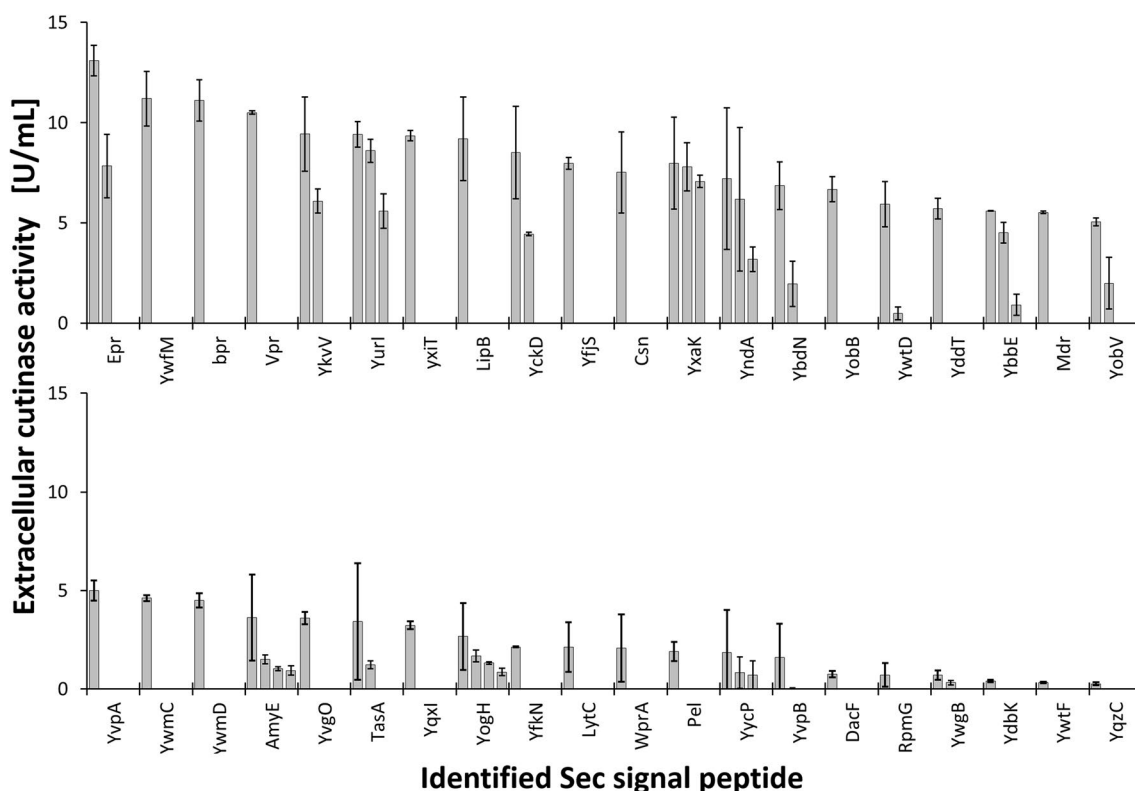 Extracellular cutinase activity [U/mL]
15
10
5
0
Epr
YwfM
bpr
Vpr
YkvV
YurI
yxiT
LipB
YckD
YfjS
Csn
YxaK
YndA
YbdN
YobB
YwtD
YddT
YbbE
Mdr
YobV
15
10
5
0
YvpA
YwmC
YwmD
AmyE
YvgO
TasA
YqxI
YogH
YfkN
LytC
WprA
Pel
YycP
YvpB
DacF
RpmG
YwgB
YdbK
YwtF
YqzC
Identified Sec signal peptide